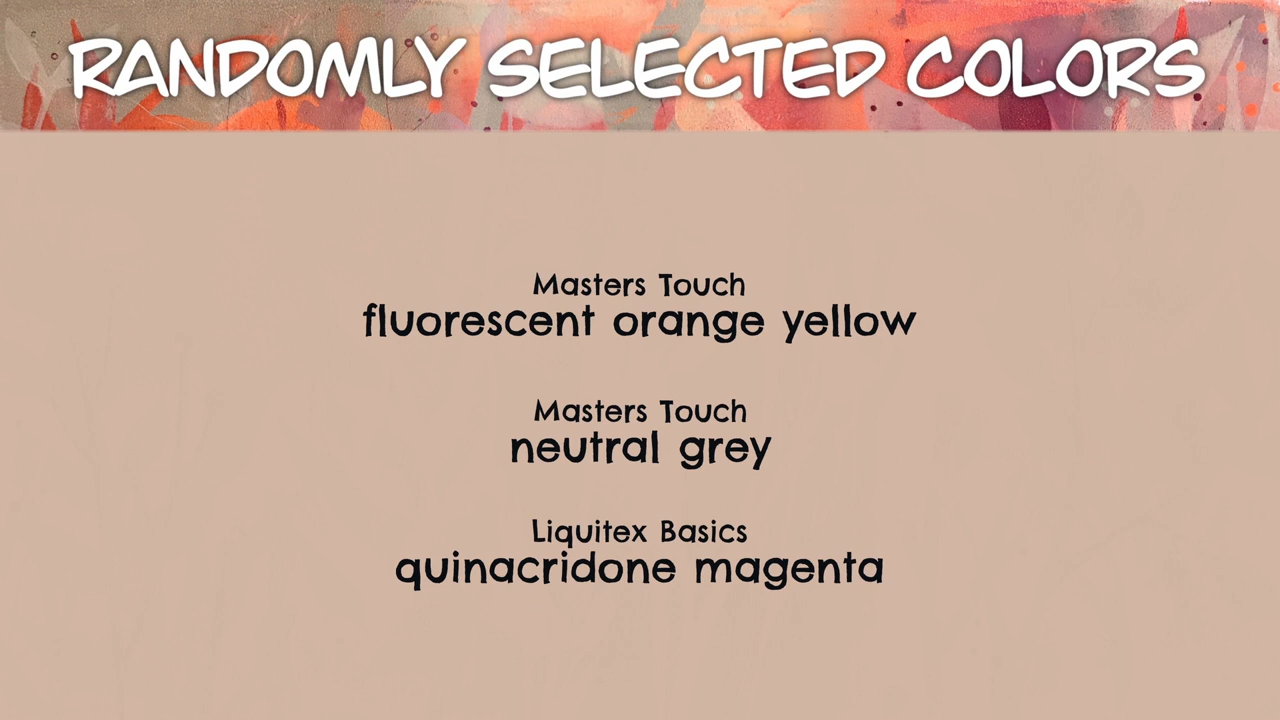 RANDOMLY SELECTED COLORS
Masters Touch
fluorescent orange yellow
Masters Touch
neutral grey
Liquitex Basics
quinacridone magenta